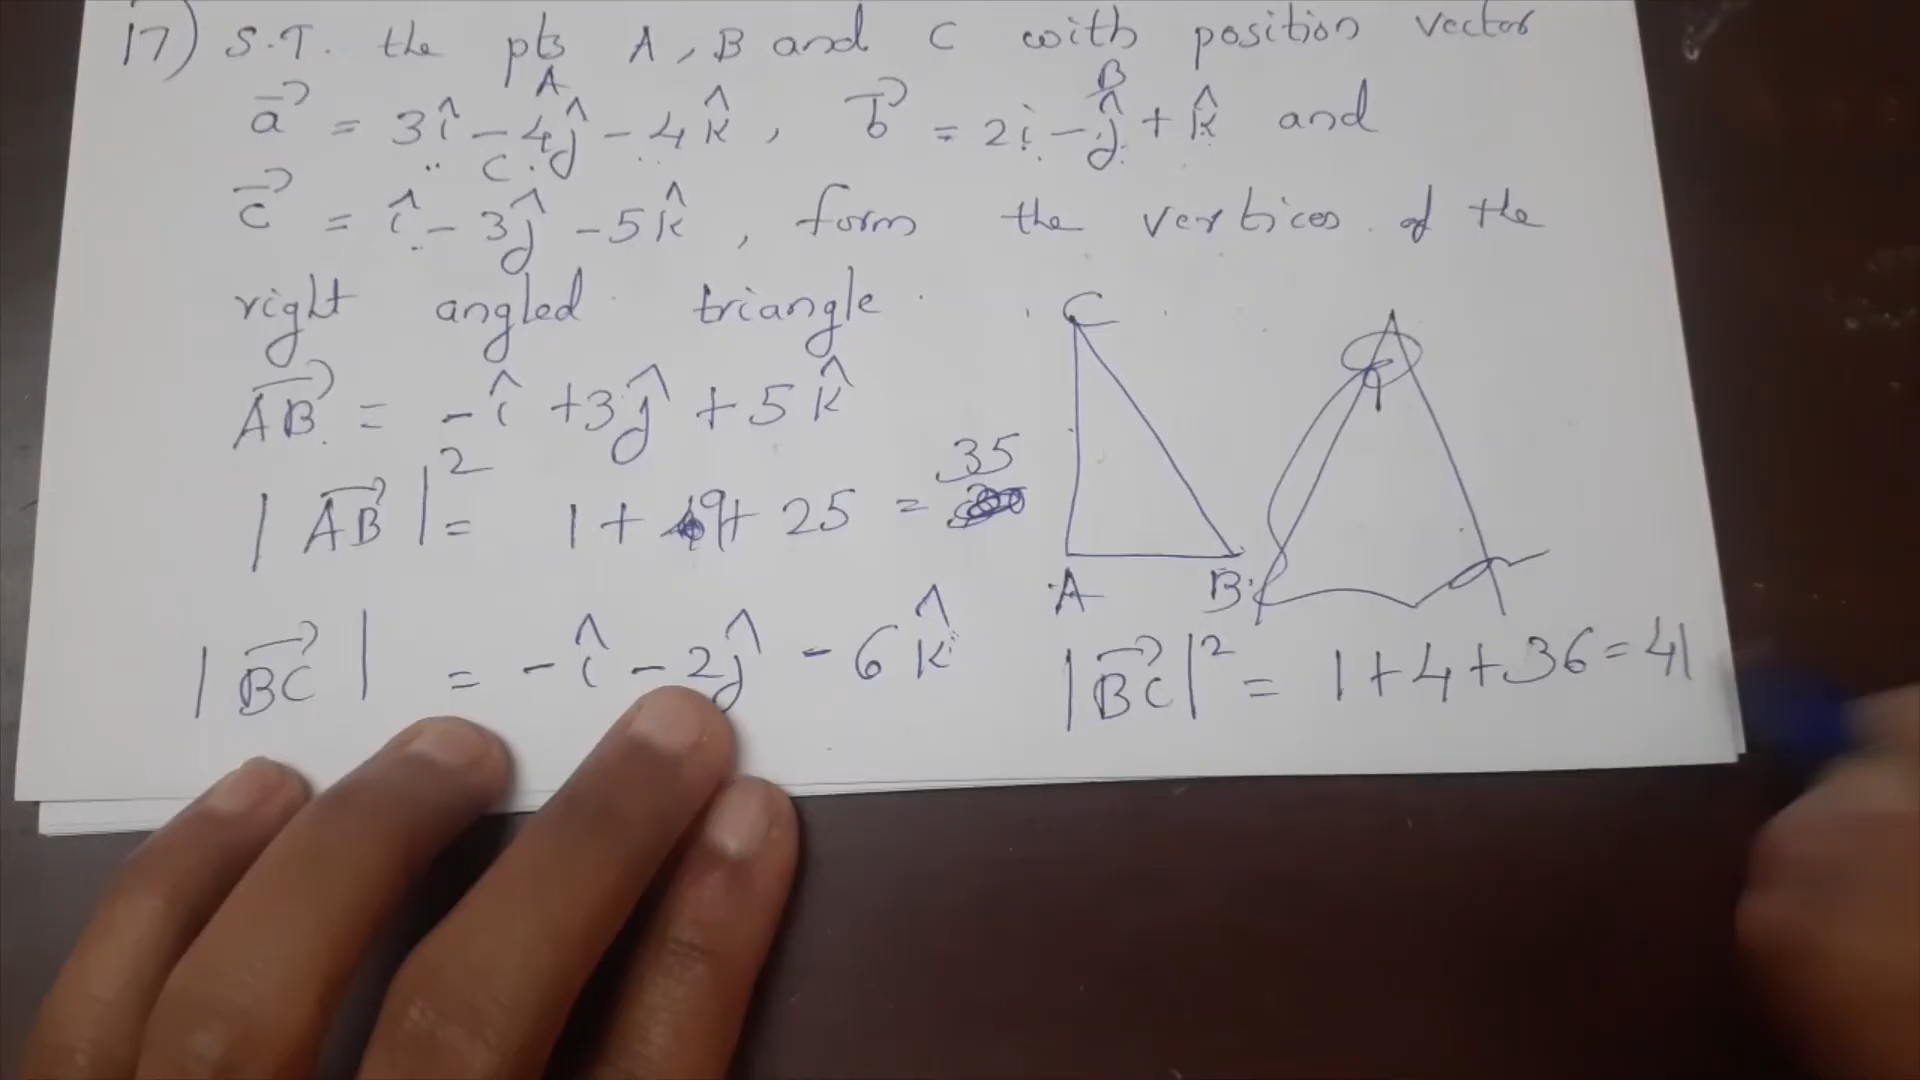 17) S.T. the pts A, B and C with position vector
A B
a⃗ = 3î - 4ĵ - 4k̂, b⃗ = 2i - ĵ + k̂ and
C
c⃗ = î - 3ĵ - 5k̂, form the vertices of the
right angled triangle.
C
AB⃗ = -î + 3ĵ + 5k̂
|AB⃗|² = 1 + 9 + 25 = 35
A B
|BC⃗| = -î - 2ĵ - 6k̂ |BC⃗|² = 1 + 4 + 36 = 41